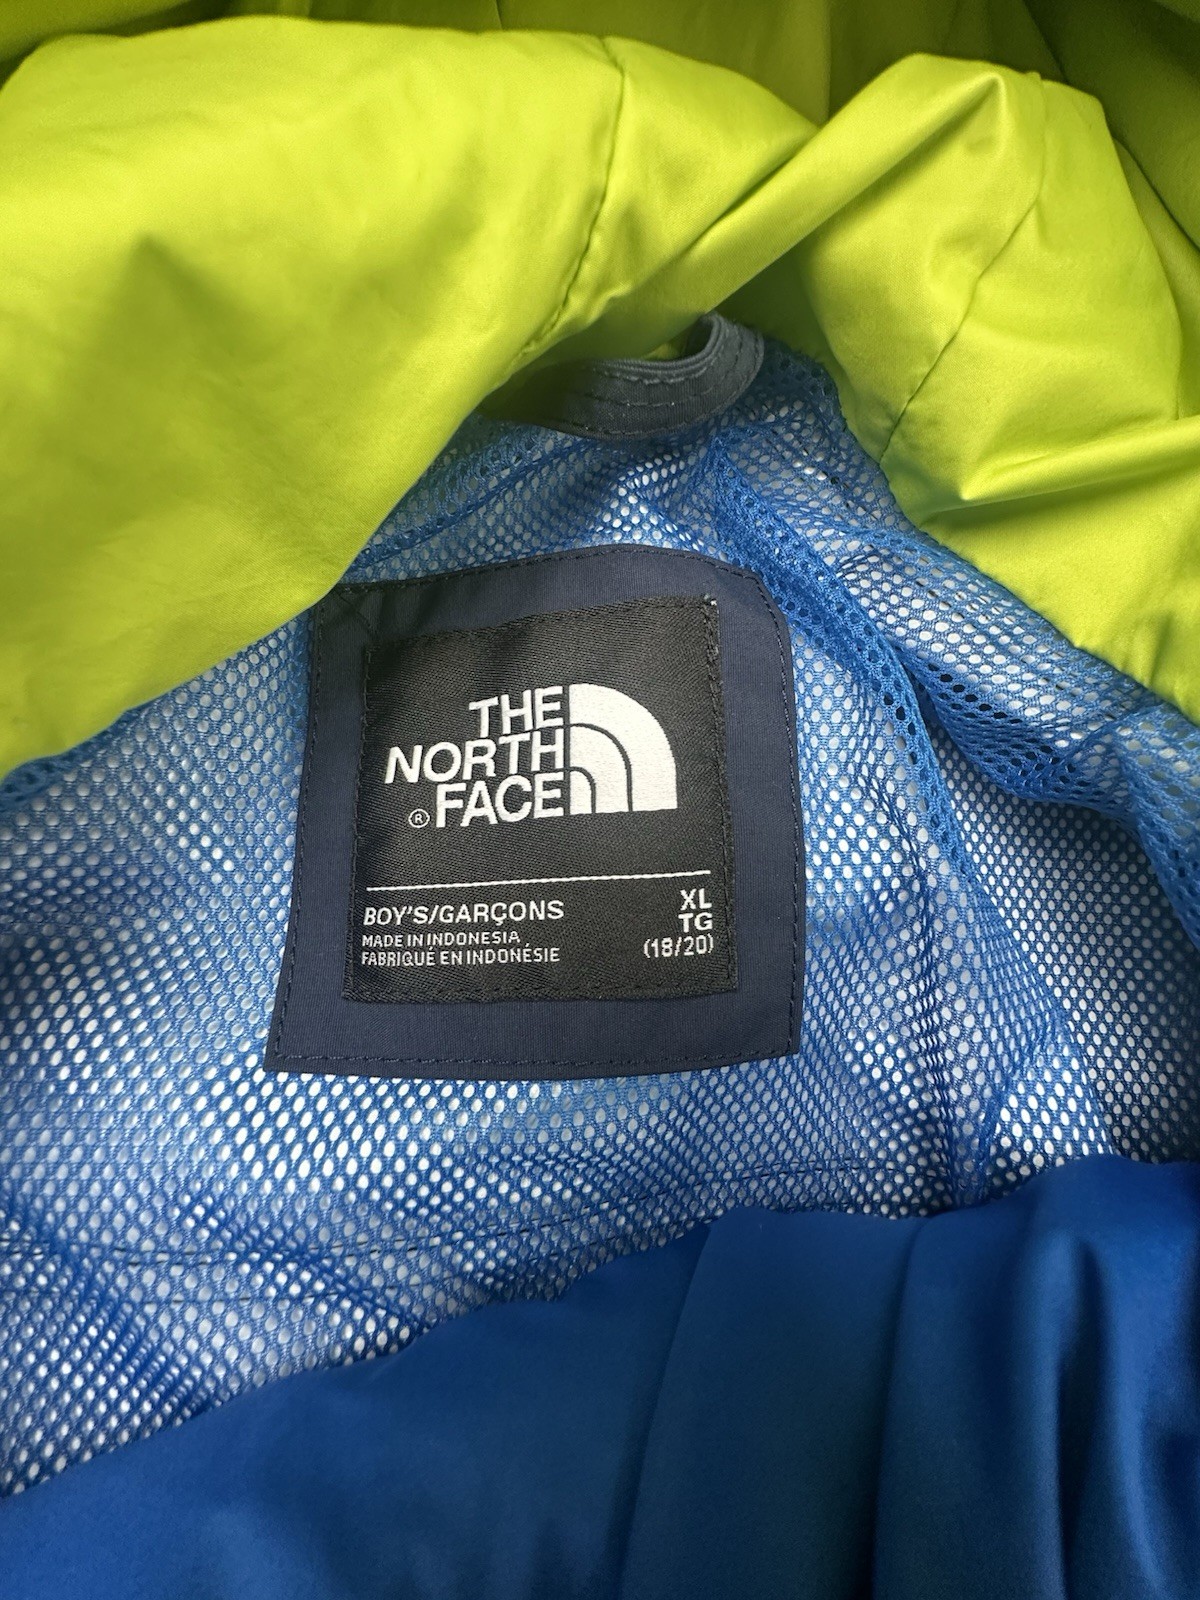 THE
NORTH
® FACE
BOY'S/GARÇONS
MADE IN INDONESIA
FABRIQUÉ EN INDONÉSIE
XL
TG
(18/20)